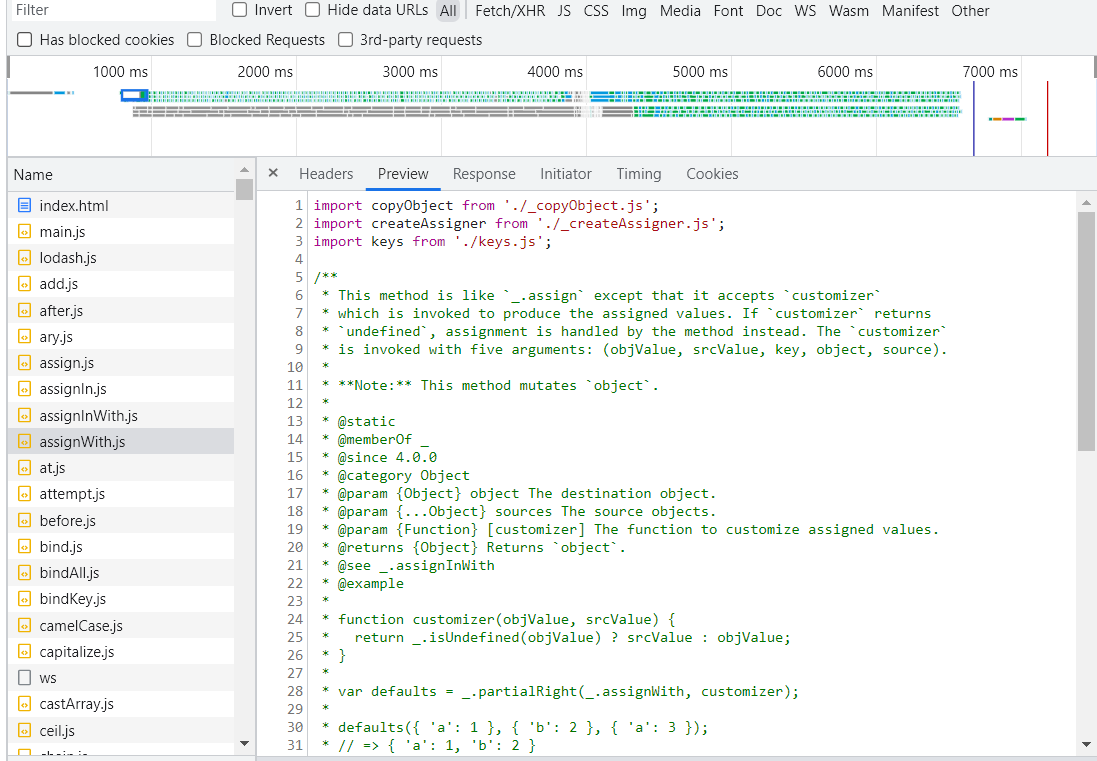 Filter Invert Hide data URLs All Fetch/XHR JS CSS Img Media Font Doc WS Wasm Manifest Other
Has blocked cookies Blocked Requests 3rd-party requests
1000 ms 2000 ms 3000 ms 4000 ms 5000 ms 6000 ms 7000 ms
Name
index.html
main.js
lodash.js
add.js
after.js
ary.js
assign.js
assignIn.js
assignInWith.js
assignWith.js
at.js
attempt.js
before.js
bind.js
bindAll.js
bindKey.js
camelCase.js
capitalize.js
ws
castArray.js
ceil.js
chain.js
× Headers Preview Response Initiator Timing Cookies
1 import copyObject from './_copyObject.js';
2 import createAssigner from './_createAssigner.js';
3 import keys from './keys.js';
4
5 /**
6 * This method is like `_.assign` except that it accepts `customizer`
7 * which is invoked to produce the assigned values. If `customizer` returns
8 * `undefined`, assignment is handled by the method instead. The `customizer`
9 * is invoked with five arguments: (objValue, srcValue, key, object, source).
10 *
11 * **Note:** This method mutates `object`.
12 *
13 * @static
14 * @memberOf _
15 * @since 4.0.0
16 * @category Object
17 * @param {Object} object The destination object.
18 * @param {...Object} sources The source objects.
19 * @param {Function} [customizer] The function to customize assigned values.
20 * @returns {Object} Returns `object`.
21 * @see _.assignInWith
22 * @example
23 *
24 * function customizer(objValue, srcValue) {
25 *   return _.isUndefined(objValue) ? srcValue : objValue;
26 * }
27 *
28 * var defaults = _.partialRight(_.assignWith, customizer);
29 *
30 * defaults({ 'a': 1 }, { 'b': 2 }, { 'a': 3 });
31 * // => { 'a': 1, 'b': 2 }